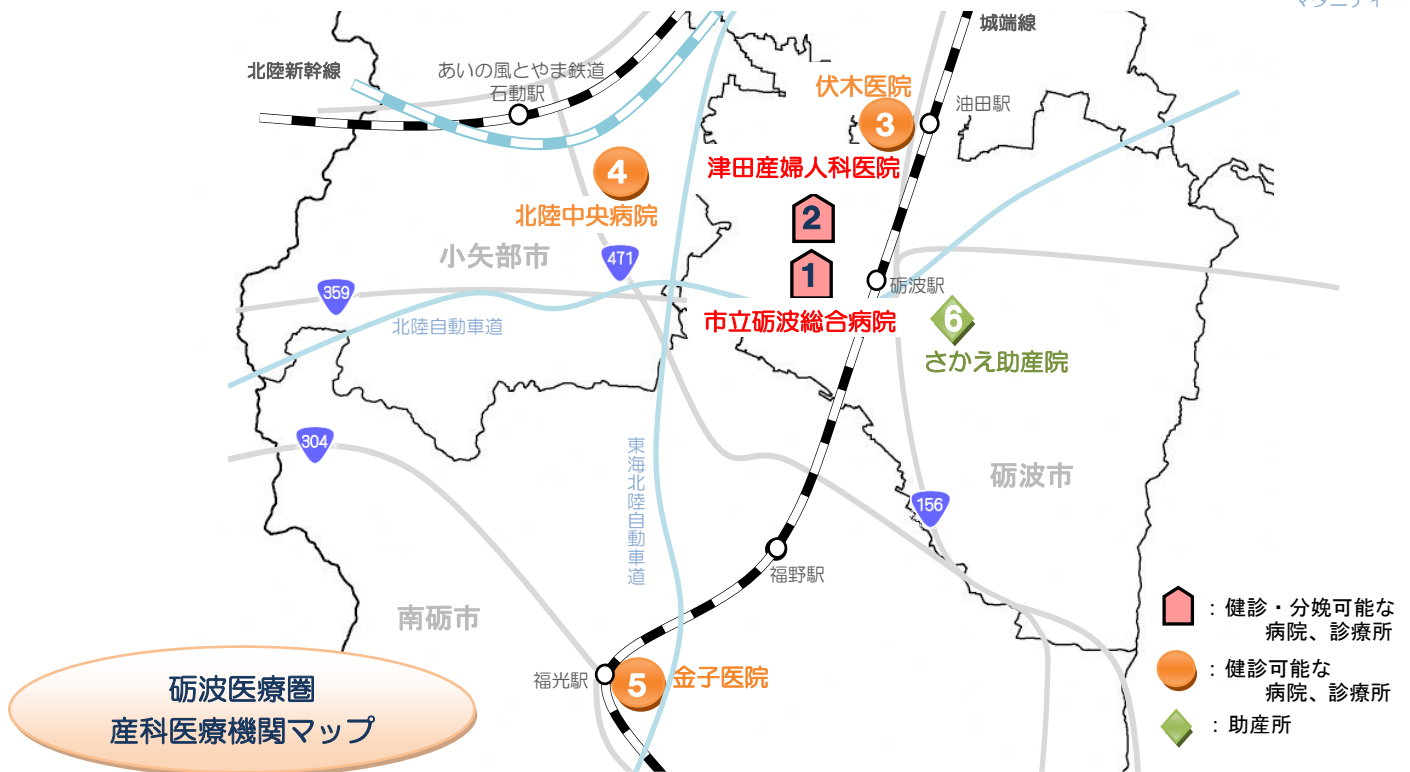 マタニティー
城端線
北陸新幹線
あいの風とやま鉄道
石動駅
伏木医院
3
油田駅
津田産婦人科医院
4
北陸中央病院
2
小矢部市
471
1
砺波駅
359
市立砺波総合病院
6
北陸自動車道
さかえ助産院
304
東海北陸自動車道
砺波市
156
福野駅
南砺市
福光駅
5
金子医院
:健診・分娩可能な
病院、診療所
:健診可能な
病院、診療所
:助産所
砺波医療圏
産科医療機関マップ